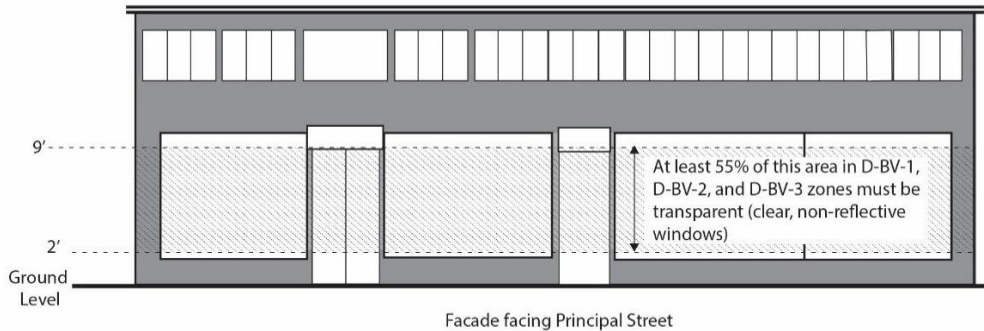 9'
At least 55% of this area in D-BV-1,
D-BV-2, and D-BV-3 zones must be
transparent (clear, non-reflective
windows)
2'
Ground
Level
Facade facing Principal Street